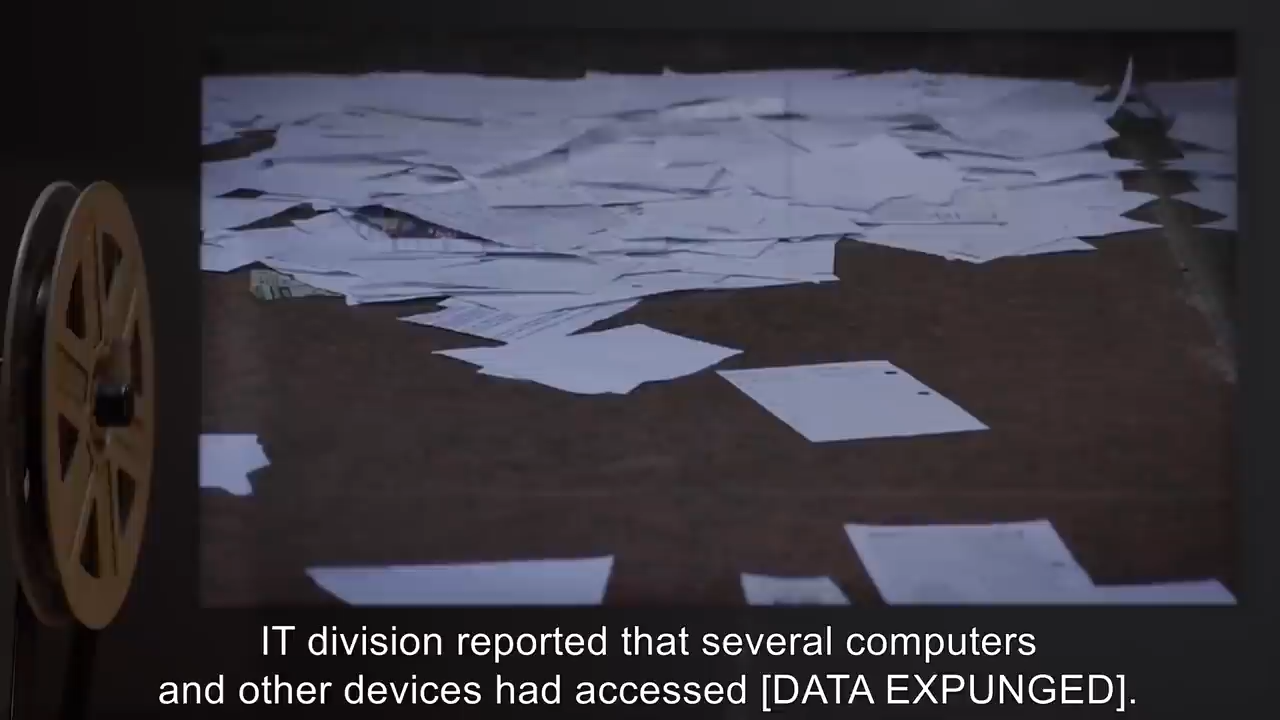 IT division reported that several computers
and other devices had accessed [DATA EXPUNGED].